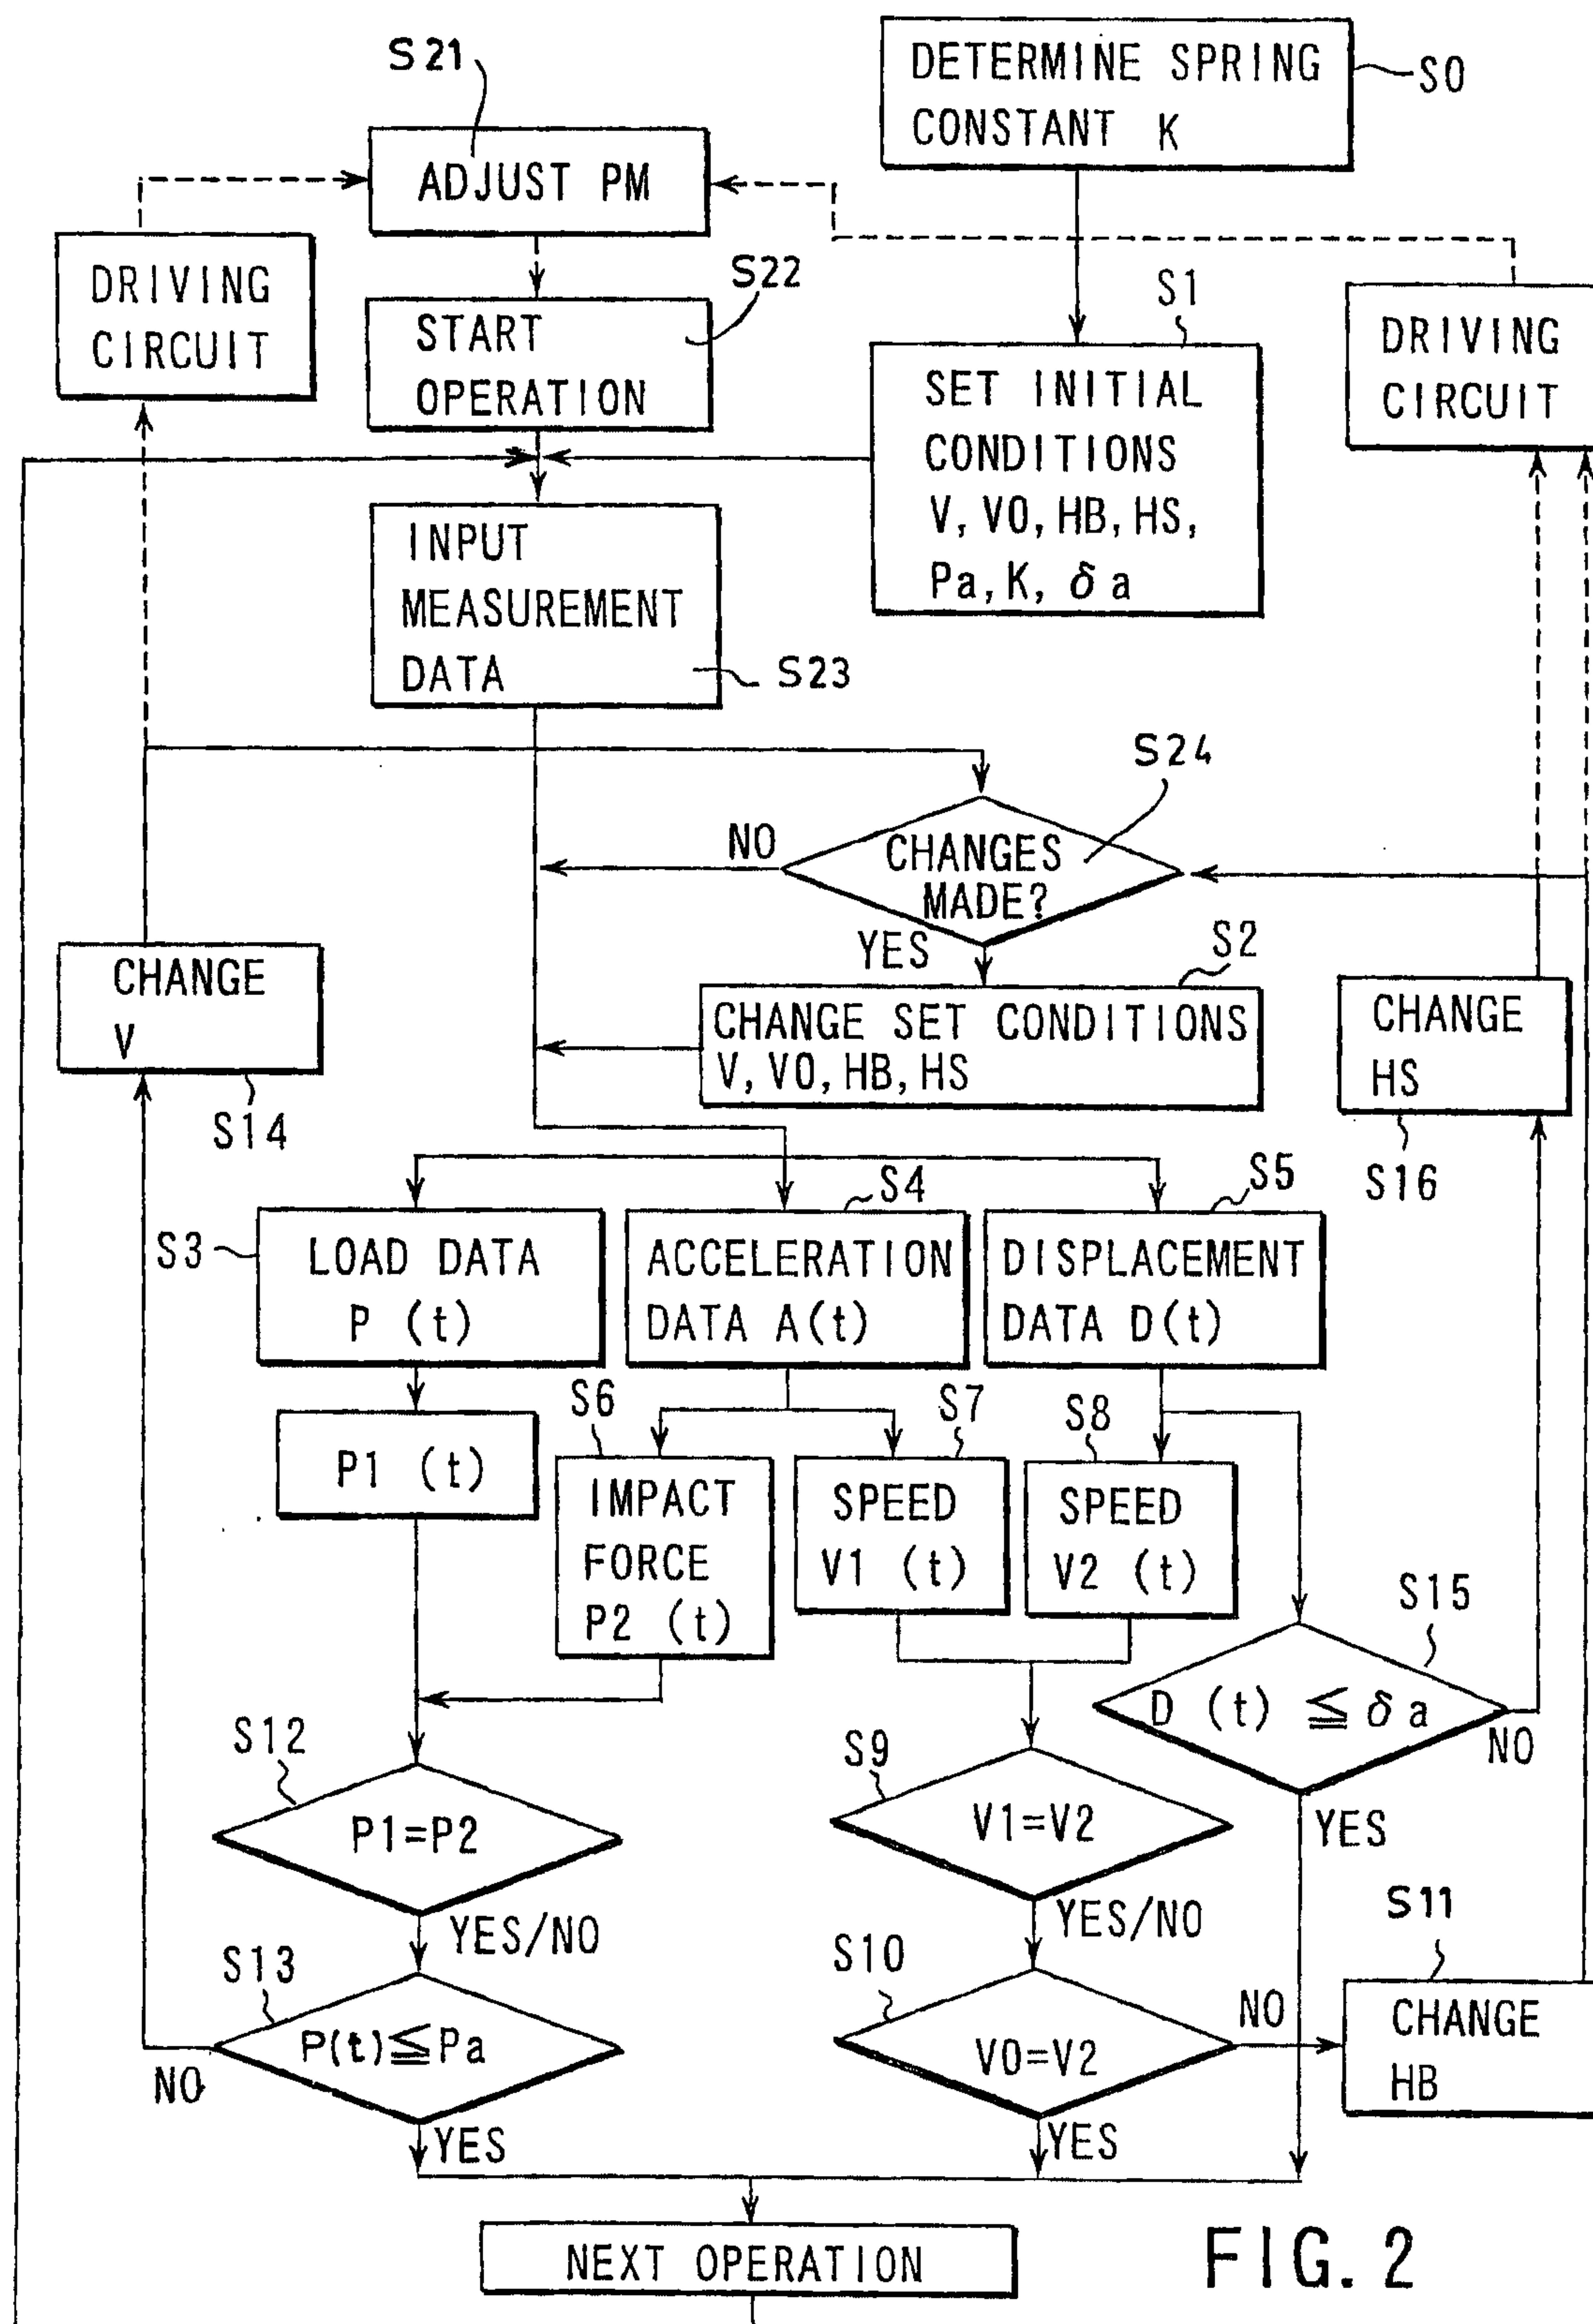 S21
DETERMINE SPRING
CONSTANT K
S0
ADJUST PM
DRIVING
CIRCUIT
S22
START
OPERATION
S1
SET INITIAL
CONDITIONS
V, V0, HB, HS,
Pa, K, δa
DRIVING
CIRCUIT
INPUT
MEASUREMENT
DATA
S23
S24
NO
CHANGES
MADE?
YES
S2
CHANGE
V
S14
CHANGE SET CONDITIONS
V, V0, HB, HS
CHANGE
HS
S16
S3
LOAD DATA
P (t)
S4
ACCELERATION
DATA A(t)
S5
DISPLACEMENT
DATA D(t)
P1 (t)
S6
IMPACT
FORCE
P2 (t)
S7
SPEED
V1 (t)
S8
SPEED
V2 (t)
S15
D (t) ≦ δa
NO
YES
S12
P1=P2
YES/NO
S9
V1=V2
YES/NO
S13
P(t)≦Pa
NO
YES
S10
V0=V2
NO
YES
S11
CHANGE
HB
NEXT OPERATION
FIG. 2